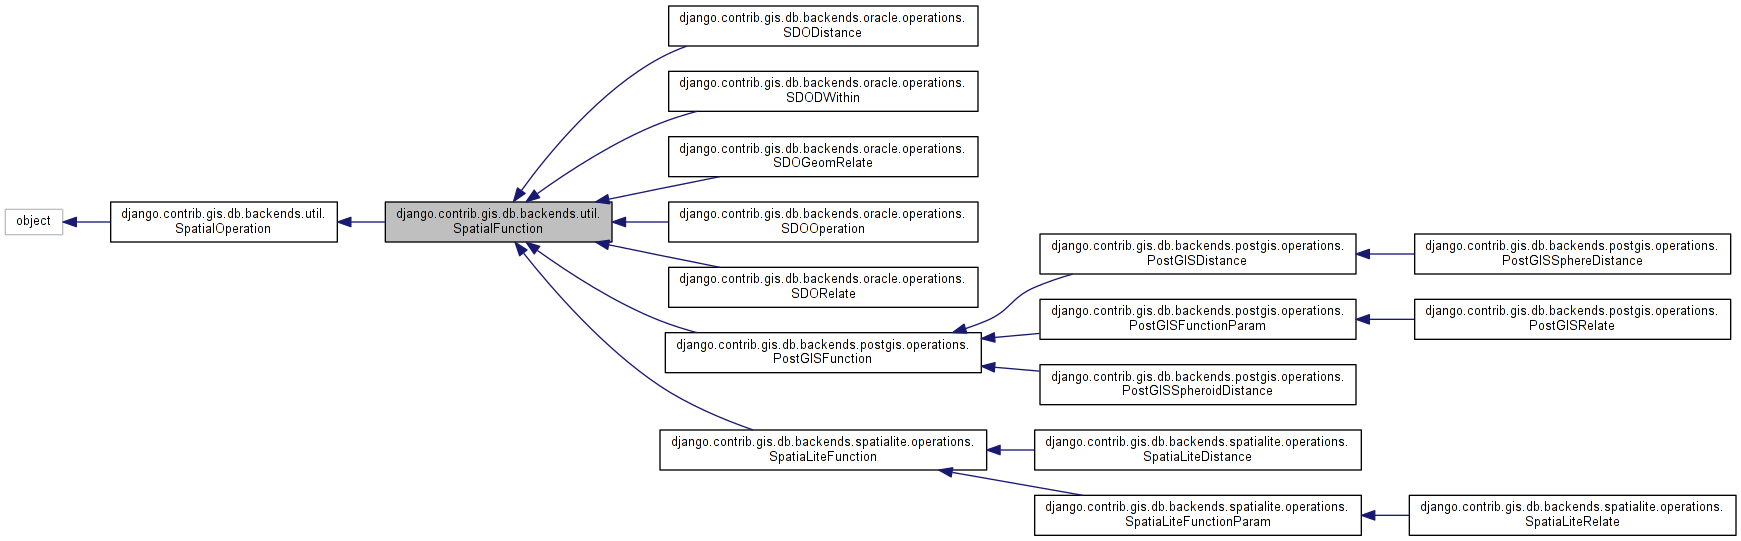 object
django.contrib.gis.db.backends.util.
SpatialOperation
django.contrib.gis.db.backends.util.
SpatialFunction
django.contrib.gis.db.backends.oracle.operations.
SDODistance
django.contrib.gis.db.backends.oracle.operations.
SDODWithin
django.contrib.gis.db.backends.oracle.operations.
SDOGeomRelate
django.contrib.gis.db.backends.oracle.operations.
SDOOperation
django.contrib.gis.db.backends.oracle.operations.
SDORelate
django.contrib.gis.db.backends.postgis.operations.
PostGISFunction
django.contrib.gis.db.backends.spatialite.operations.
SpatiaLiteFunction
django.contrib.gis.db.backends.postgis.operations.
PostGISDistance
django.contrib.gis.db.backends.postgis.operations.
PostGISFunctionParam
django.contrib.gis.db.backends.postgis.operations.
PostGISSpheroidDistance
django.contrib.gis.db.backends.spatialite.operations.
SpatiaLiteDistance
django.contrib.gis.db.backends.spatialite.operations.
SpatiaLiteFunctionParam
django.contrib.gis.db.backends.postgis.operations.
PostGISSphereDistance
django.contrib.gis.db.backends.postgis.operations.
PostGISRelate
django.contrib.gis.db.backends.spatialite.operations.
SpatiaLiteRelate